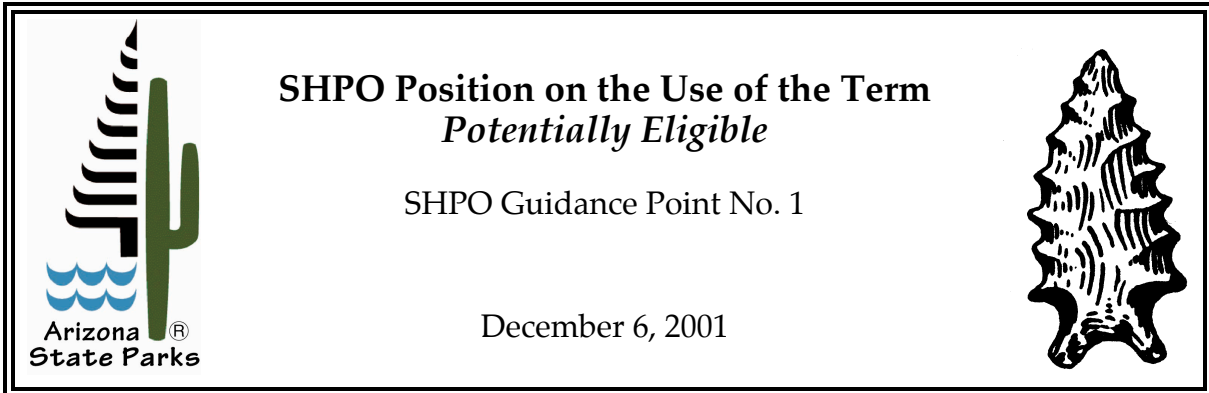 SHPO Position on the Use of the Term
Potentially Eligible
SHPO Guidance Point No. 1
December 6, 2001
Arizona ®
State Parks